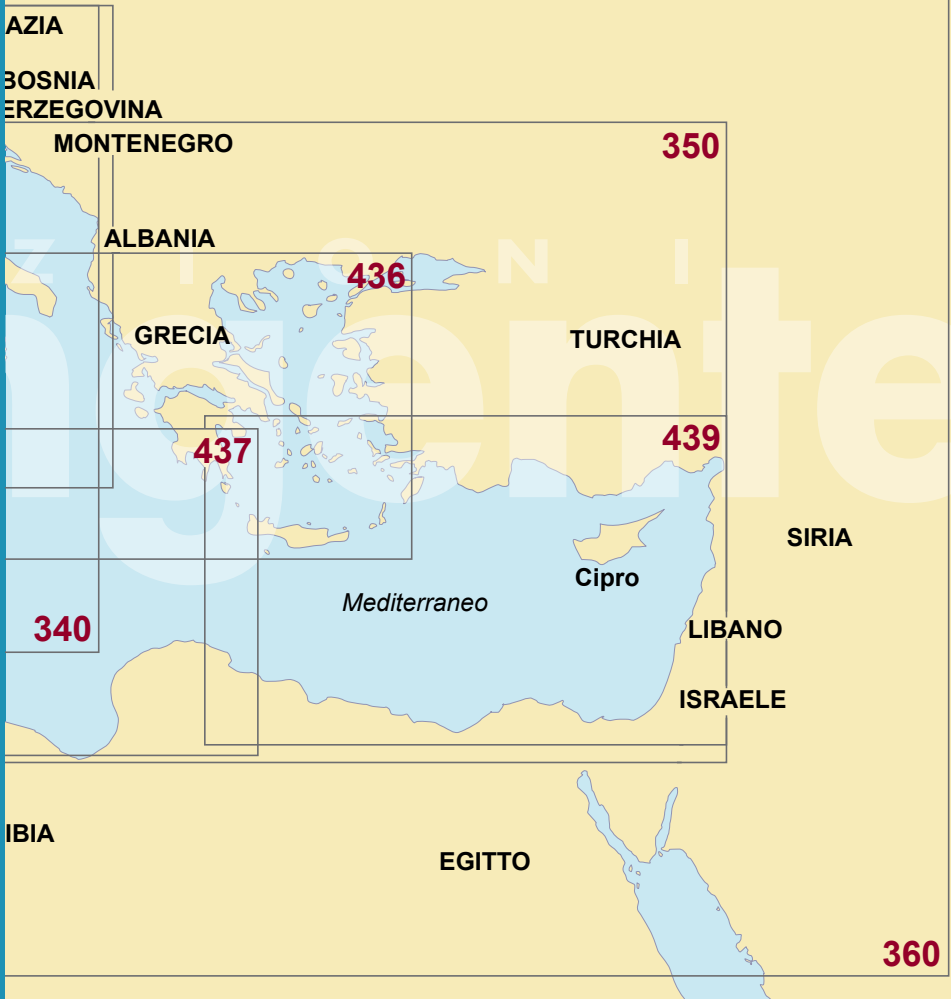 AZIA
BOSNIA
ERZEGOVINA
MONTENEGRO
350
ALBANIA
Z I O N I
436
ngente
GRECIA
TURCHIA
437
439
SIRIA
Cipro
Mediterraneo
340
LIBANO
ISRAELE
IBIA
EGITTO
360